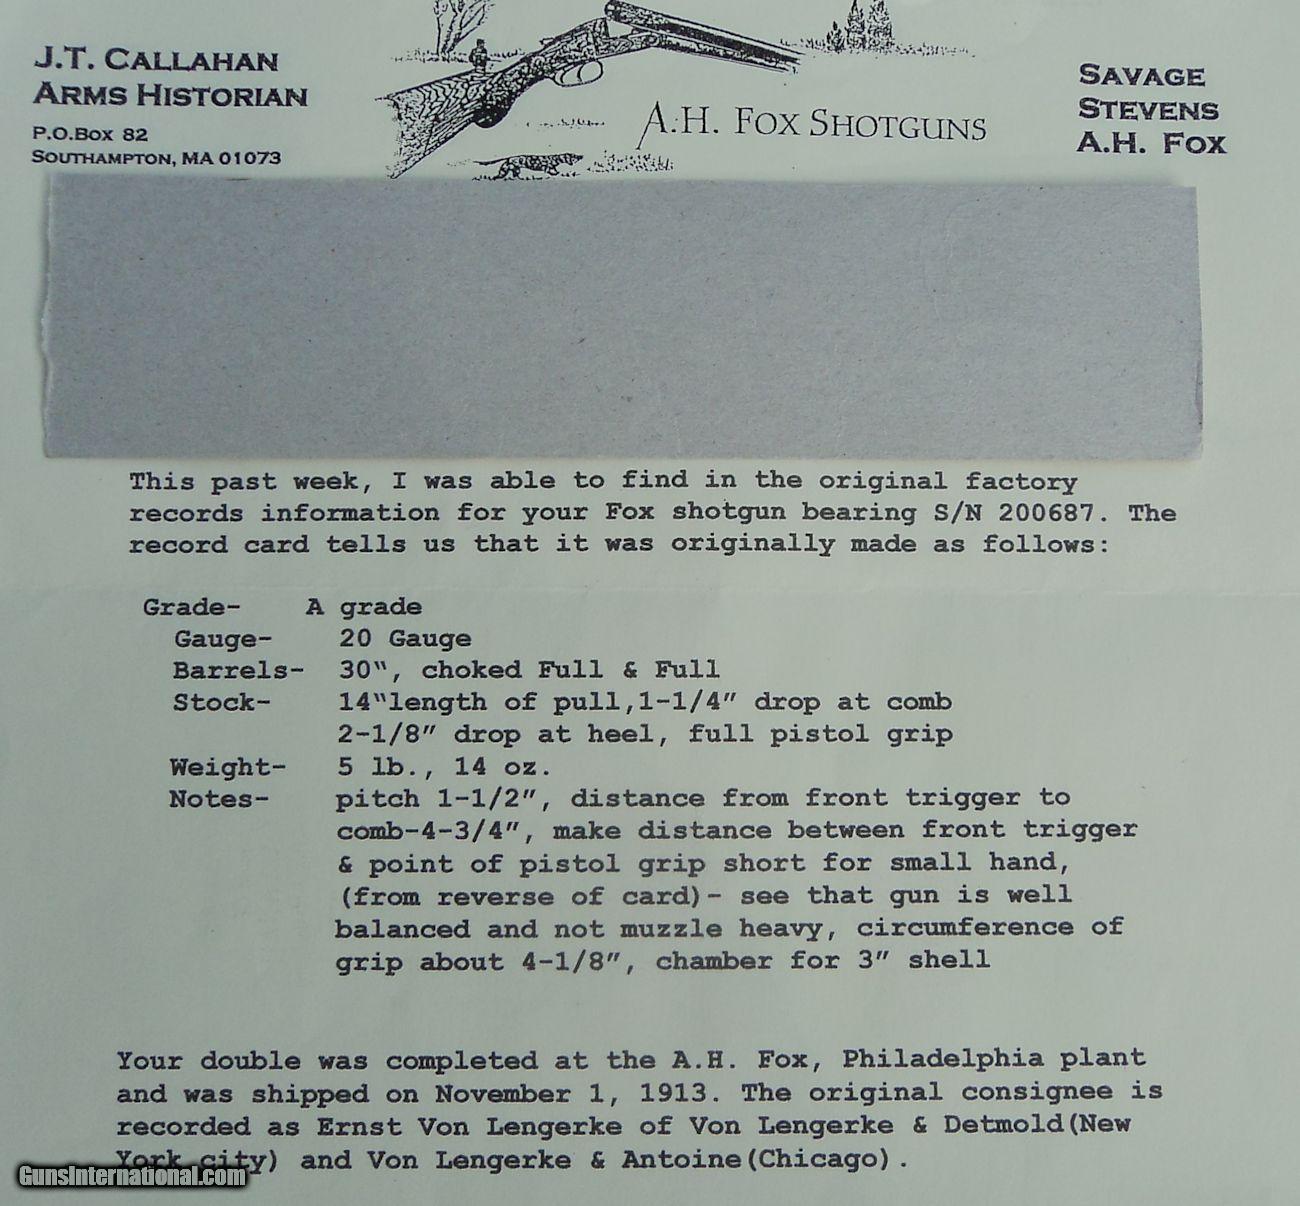 J.T. CALLAHAN
ARMS HISTORIAN
P.O.BOX 82
SOUTHAMPTON, MA 01073
A.H. FOX SHOTGUNS
SAVAGE
STEVENS
A.H. FOX
This past week, I was able to find in the original factory
records information for your Fox shotgun bearing S/N 200687. The
record card tells us that it was originally made as follows:
Grade- A grade
Gauge- 20 Gauge
Barrels- 30", choked Full & Full
Stock- 14"length of pull,1-1/4" drop at comb
2-1/8" drop at heel, full pistol grip
Weight- 5 lb., 14 oz.
Notes- pitch 1-1/2", distance from front trigger to
comb-4-3/4", make distance between front trigger
& point of pistol grip short for small hand,
(from reverse of card)- see that gun is well
balanced and not muzzle heavy, circumference of
grip about 4-1/8", chamber for 3" shell
Your double was completed at the A.H. Fox, Philadelphia plant
and was shipped on November 1, 1913. The original consignee is
recorded as Ernst Von Lengerke of Von Lengerke & Detmold(New
York city) and Von Lengerke & Antoine(Chicago).
GunsInternational.com